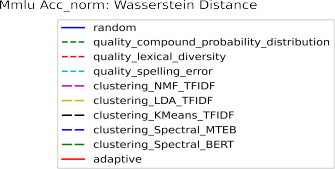 Mmlu Acc_norm: Wasserstein Distance
random
quality_compound_probability_distribution
quality_lexical_diversity
quality_spelling_error
clustering_NMF_TFIDF
clustering_LDA_TFIDF
clustering_KMeans_TFIDF
clustering_Spectral_MTEB
clustering_Spectral_BERT
adaptive